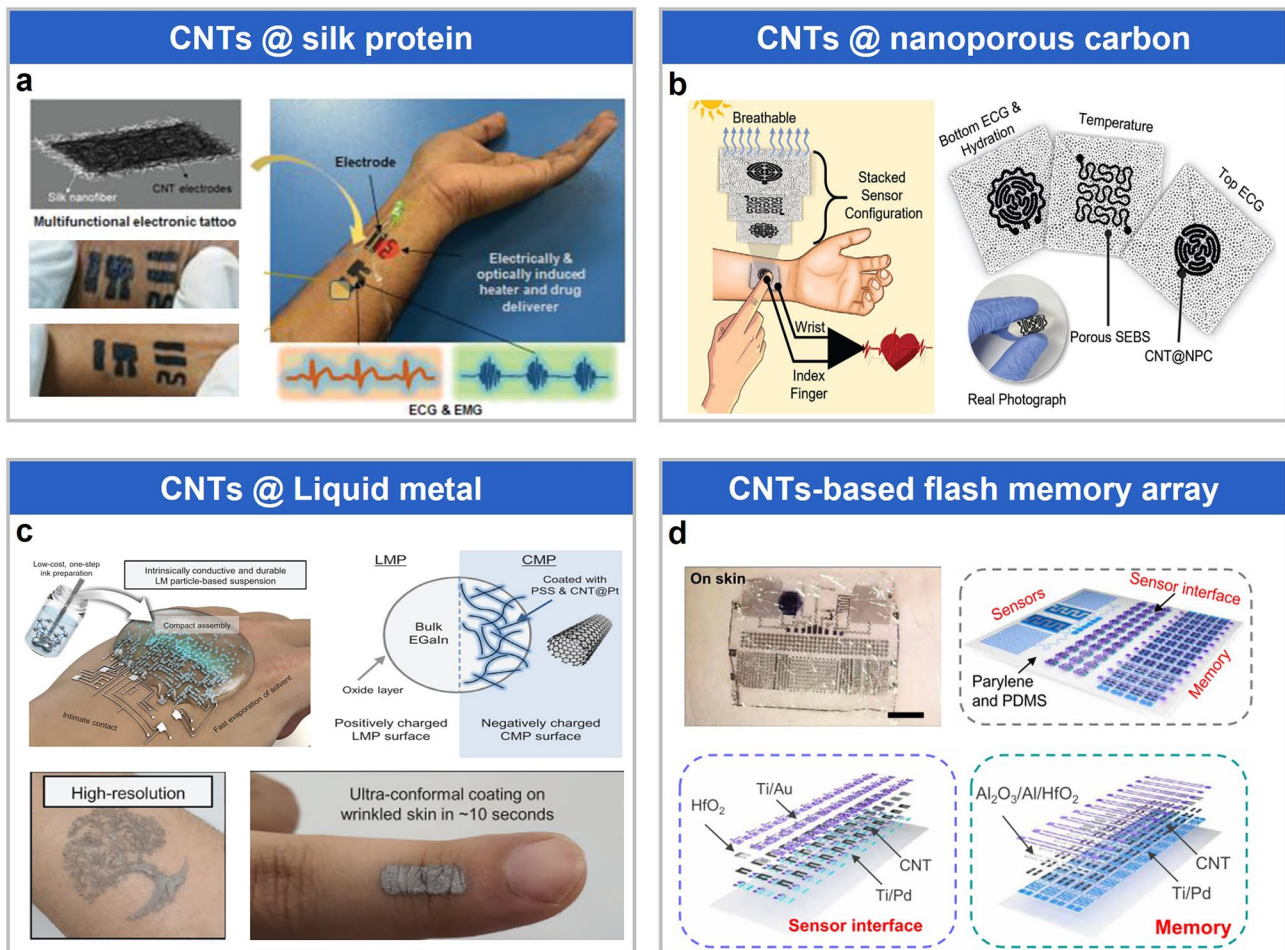 CNTs @ silk protein
a
Silk nanofiber
CNT electrodes
Multifunctional electronic tattoo
Electrode
Electrically &
optically induced
heater and drug
deliverer
ECG & EMG
CNTs @ nanoporous carbon
b
Breathable
Stacked
Sensor
Configuration
Wrist
Index
Finger
Bottom ECG &
Hydration
Temperature
Top ECG
Porous SEBS
CNT@NPC
Real Photograph
CNTs @ Liquid metal
c
Low-cost, one-step
ink preparation
Intrinsically conductive and durable
LM particle-based suspension
Compact assembly
Intimate contact
Fast evaporation of solvent
LMP
CMP
Coated with
PSS & CNT@Pt
Bulk
EGaIn
Oxide layer
Positively charged
LMP surface
Negatively charged
CMP surface
High-resolution
Ultra-conformal coating on
wrinkled skin in ~10 seconds
CNTs-based flash memory array
d
On skin
Sensors
Sensor interface
Memory
Parylene
and PDMS
HfO₂
Ti/Au
CNT
Ti/Pd
Sensor interface
Al₂O₃/Al/HfO₂
CNT
Ti/Pd
Memory